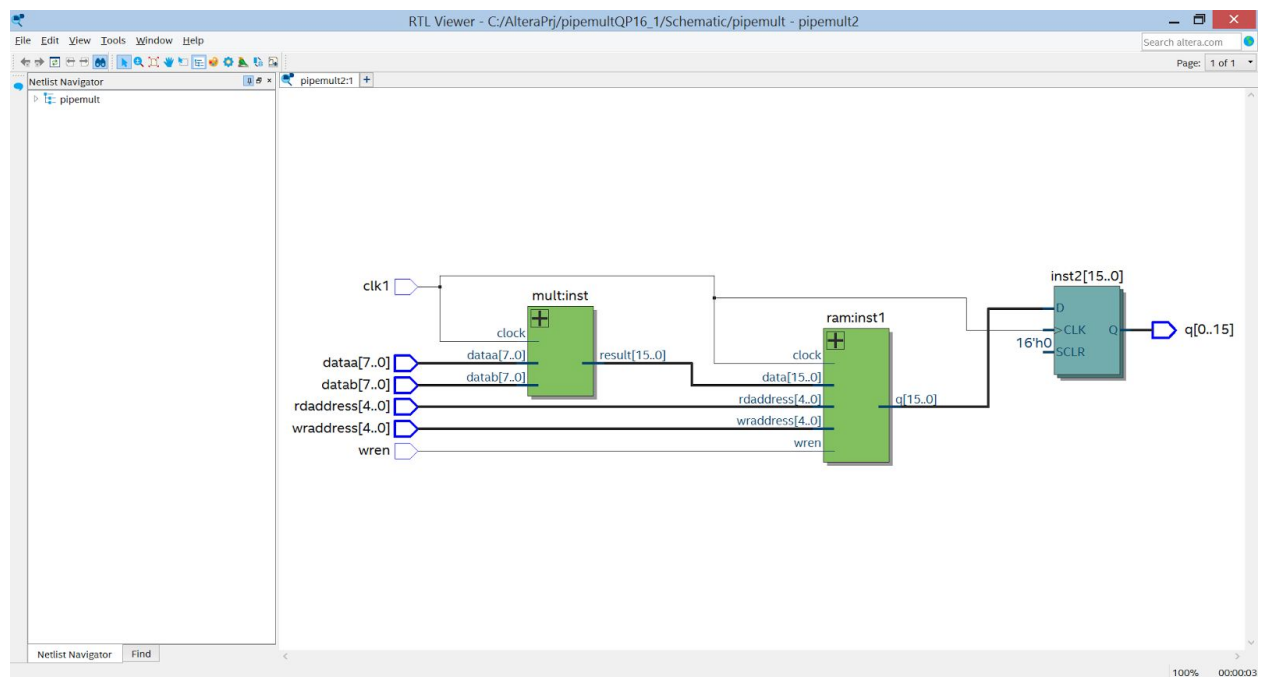 RTL Viewer - C:/AlteraPrj/pipemultQP16_1/Schematic/pipemult - pipemult2
File Edit View Tools Window Help
Search altera.com
Page: 1 of 1
Netlist Navigator
pipemult2:1
pipemult
clk1
mult:inst
clock
dataa[7..0]
datab[7..0]
result[15..0]
dataa[7..0]
datab[7..0]
rdaddress[4..0]
wraddress[4..0]
wren
ram:inst1
clock
data[15..0]
rdaddress[4..0]
wraddress[4..0]
wren
q[15..0]
inst2[15..0]
D
CLK
Q
16'h0
SCLR
q[0..15]
Netlist Navigator Find
100% 00:00:03